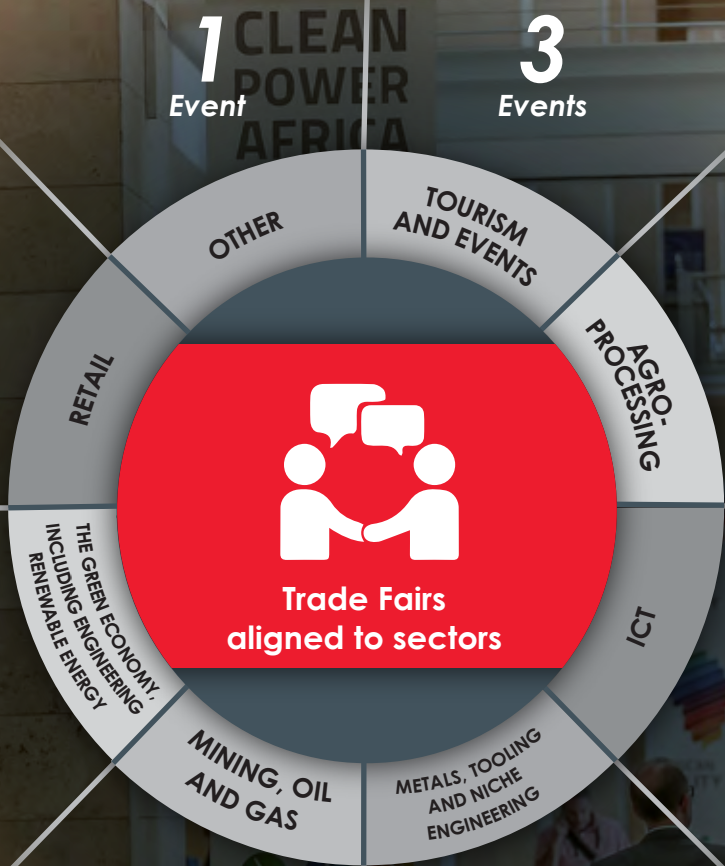 CLEAN
POWER
AFRICA
1
Event
3
Events
OTHER
TOURISM
AND EVENTS
RETAIL
AGRO-
PROCESSING
THE GREEN ECONOMY,
INCLUDING ENGINEERING
RENEWABLE ENERGY
ICT
MINING, OIL
AND GAS
METALS, TOOLING
AND NICHE
ENGINEERING
Trade Fairs
aligned to sectors